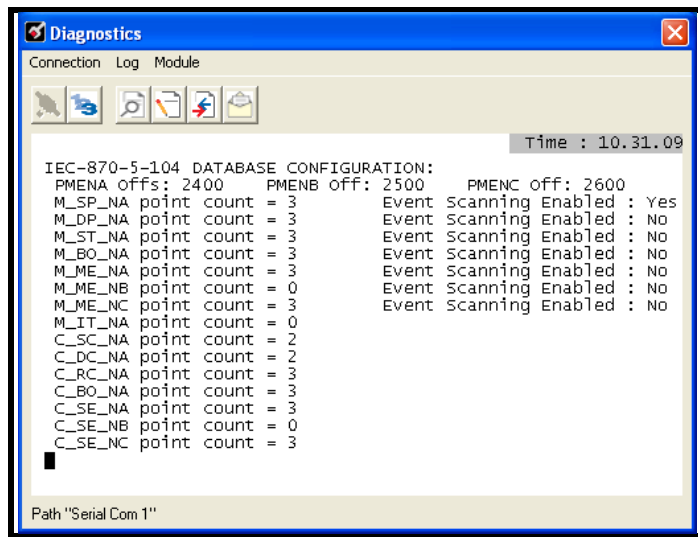 Diagnostics
Connection Log Module
Time : 10.31.09
IEC-870-5-104 DATABASE CONFIGURATION:
PMENA Offs: 2400 PMENB Off: 2500 PMENC Off: 2600
M_SP_NA point count = 3 Event Scanning Enabled : Yes
M_DP_NA point count = 3 Event Scanning Enabled : No
M_ST_NA point count = 3 Event Scanning Enabled : No
M_BO_NA point count = 3 Event Scanning Enabled : No
M_ME_NA point count = 3 Event Scanning Enabled : No
M_ME_NB point count = 0 Event Scanning Enabled : No
M_ME_NC point count = 3 Event Scanning Enabled : No
M_IT_NA point count = 0
C_SC_NA point count = 2
C_DC_NA point count = 2
C_RC_NA point count = 3
C_BO_NA point count = 3
C_SE_NA point count = 3
C_SE_NB point count = 0
C_SE_NC point count = 3
Path "Serial Com 1"